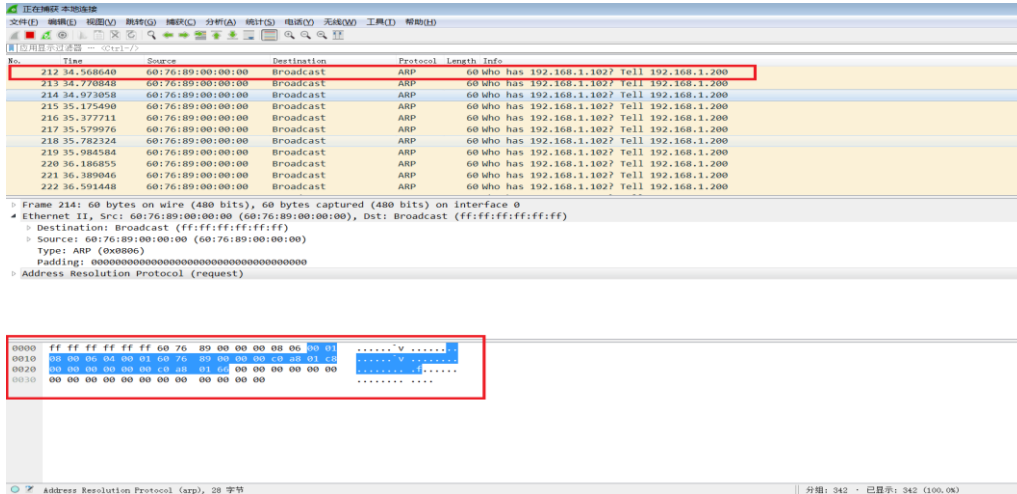 正在捕获 本地连接
文件(F) 编辑(E) 视图(V) 跳转(G) 捕获(C) 分析(A) 统计(S) 电话(Y) 无线(W) 工具(T) 帮助(H)
应用显示过滤器 … <Ctrl-/>
No. Time Source Destination Protocol Length Info
212 34.568640 60:76:89:00:00:00 Broadcast ARP 60 Who has 192.168.1.102? Tell 192.168.1.200
213 34.770848 60:76:89:00:00:00 Broadcast ARP 60 Who has 192.168.1.102? Tell 192.168.1.200
214 34.973058 60:76:89:00:00:00 Broadcast ARP 60 Who has 192.168.1.102? Tell 192.168.1.200
215 35.175490 60:76:89:00:00:00 Broadcast ARP 60 Who has 192.168.1.102? Tell 192.168.1.200
216 35.377711 60:76:89:00:00:00 Broadcast ARP 60 Who has 192.168.1.102? Tell 192.168.1.200
217 35.579976 60:76:89:00:00:00 Broadcast ARP 60 Who has 192.168.1.102? Tell 192.168.1.200
218 35.782324 60:76:89:00:00:00 Broadcast ARP 60 Who has 192.168.1.102? Tell 192.168.1.200
219 35.984584 60:76:89:00:00:00 Broadcast ARP 60 Who has 192.168.1.102? Tell 192.168.1.200
220 36.186855 60:76:89:00:00:00 Broadcast ARP 60 Who has 192.168.1.102? Tell 192.168.1.200
221 36.389046 60:76:89:00:00:00 Broadcast ARP 60 Who has 192.168.1.102? Tell 192.168.1.200
222 36.591448 60:76:89:00:00:00 Broadcast ARP 60 Who has 192.168.1.102? Tell 192.168.1.200
Frame 214: 60 bytes on wire (480 bits), 60 bytes captured (480 bits) on interface 0
Ethernet II, Src: 60:76:89:00:00:00 (60:76:89:00:00:00), Dst: Broadcast (ff:ff:ff:ff:ff:ff)
Destination: Broadcast (ff:ff:ff:ff:ff:ff)
Source: 60:76:89:00:00:00 (60:76:89:00:00:00)
Type: ARP (0x0806)
Padding: 000000000000000000000000000000000000
Address Resolution Protocol (request)
0000 ff ff ff ff ff ff 60 76 89 00 00 00 08 06 00 01 ......`v ........
0010 08 00 06 04 00 01 60 76 89 00 00 00 c0 a8 01 c8 ......`v ........
0020 00 00 00 00 00 00 c0 a8 01 66 00 00 00 00 00 00 ........ .f......
0030 00 00 00 00 00 00 00 00 00 00 00 00 ........ ....
Address Resolution Protocol (arp), 28 字节
分组: 342 · 已显示: 342 (100.0%)